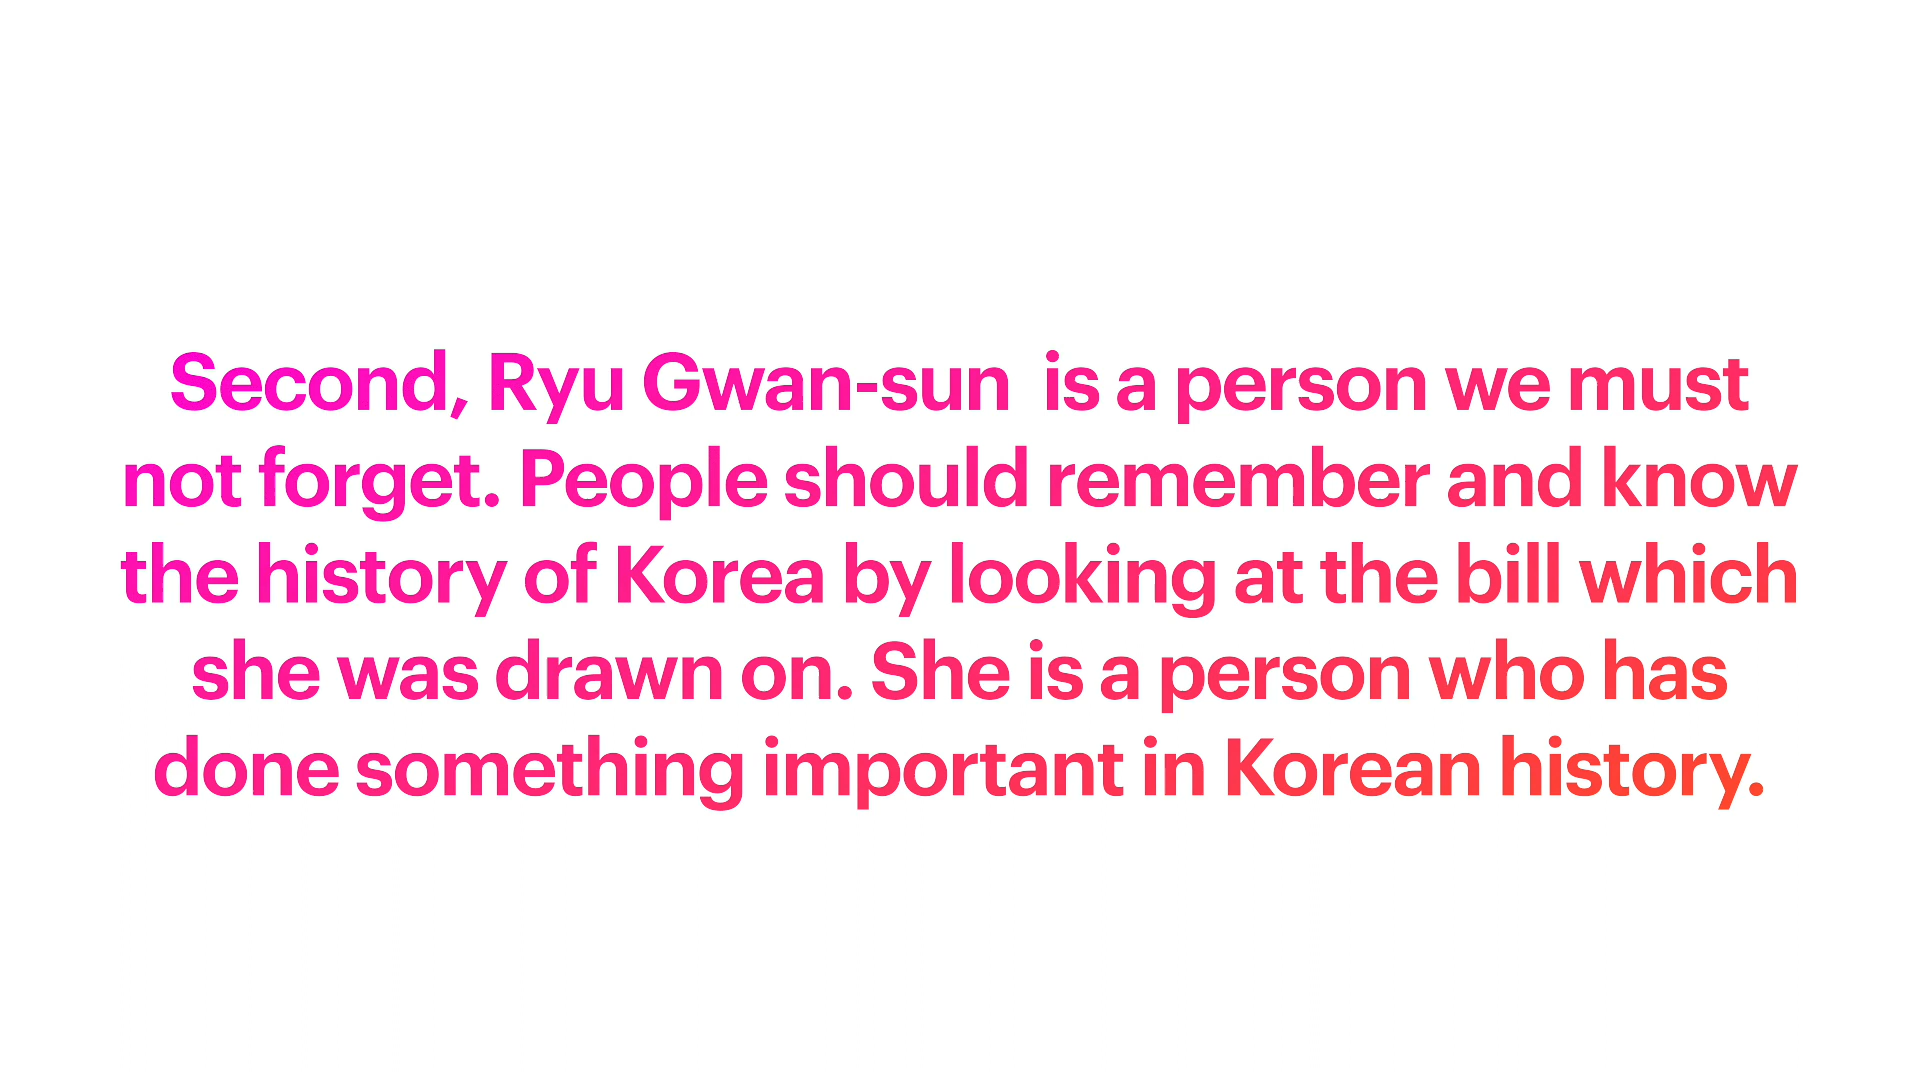 Second, Ryu Gwan-sun  is a person we must
not forget. People should remember and know
the history of Korea by looking at the bill which
she was drawn on. She is a person who has
done something important in Korean history.